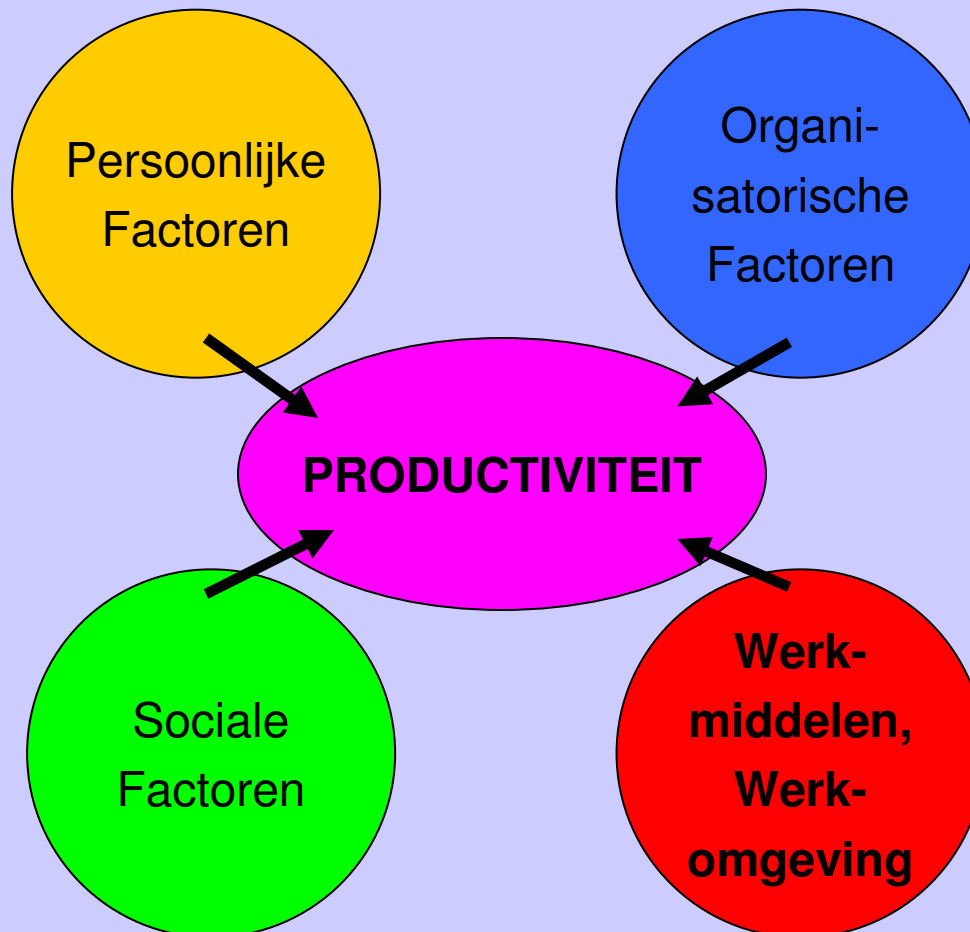 Persoonlijke
Factoren
Organi-
satorische
Factoren
PRODUCTIVITEIT
Sociale
Factoren
Werk-
middelen,
Werk-
omgeving